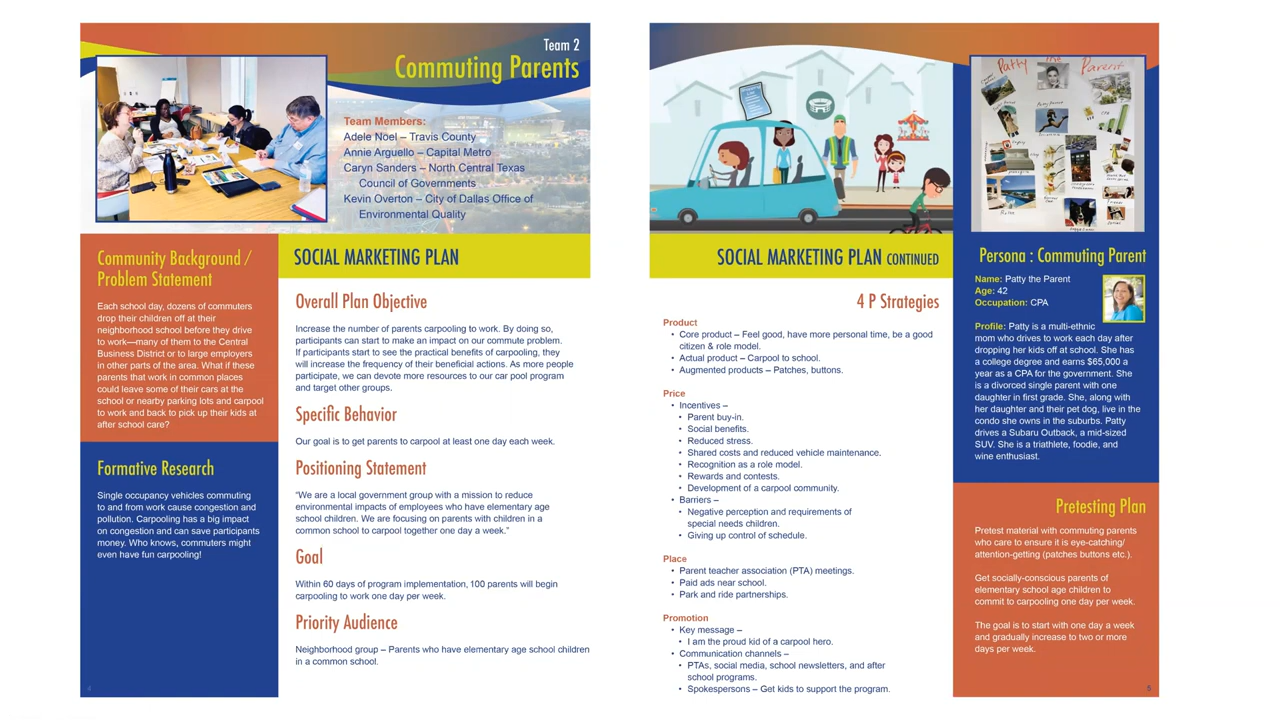 Team 2
Commuting Parents
Team Members:
Adele Noel – Travis County
Annie Arguello – Capital Metro
Caryn Sanders – North Central Texas
Council of Governments
Kevin Overton – City of Dallas Office of
Environmental Quality
Community Background /
Problem Statement
Each school day, dozens of commuters
drop their children off at their
neighborhood school before they drive
to work—many of them to the Central
Business District or to large employers
in other parts of the area. What if these
parents that work in common places
could leave some of their cars at the
school or nearby parking lots and carpool
to work and back to pick up their kids at
after school care?
Formative Research
Single occupancy vehicles commuting
to and from work cause congestion and
pollution. Carpooling has a big impact
on congestion and can save participants
money. Who knows, commuters might
even have fun carpooling!
4
SOCIAL MARKETING PLAN
Overall Plan Objective
Increase the number of parents carpooling to work. By doing so,
participants can start to make an impact on our commute problem.
If participants start to see the practical benefits of carpooling, they
will increase the frequency of their beneficial actions. As more people
participate, we can devote more resources to our car pool program
and target other groups.
Specific Behavior
Our goal is to get parents to carpool at least one day each week.
Positioning Statement
“We are a local government group with a mission to reduce
environmental impacts of employees who have elementary age
school children. We are focusing on parents with children in a
common school to carpool together one day a week.”
Goal
Within 60 days of program implementation, 100 parents will begin
carpooling to work one day per week.
Priority Audience
Neighborhood group – Parents who have elementary age school children
in a common school.
SOCIAL MARKETING PLAN CONTINUED
4 P Strategies
Product
• Core product – Feel good, have more personal time, be a good
citizen & role model.
• Actual product – Carpool to school.
• Augmented products – Patches, buttons.
Price
• Incentives –
• Parent buy-in.
• Social benefits.
• Reduced stress.
• Shared costs and reduced vehicle maintenance.
• Recognition as a role model.
• Rewards and contests.
• Development of a carpool community.
• Barriers –
• Negative perception and requirements of
special needs children.
• Giving up control of schedule.
Place
• Parent teacher association (PTA) meetings.
• Paid ads near school.
• Park and ride partnerships.
Promotion
• Key message –
• I am the proud kid of a carpool hero.
• Communication channels –
• PTAs, social media, school newsletters, and after
school programs.
• Spokespersons – Get kids to support the program.
Patty the Parent
Persona : Commuting Parent
Name: Patty the Parent
Age: 42
Occupation: CPA
Profile: Patty is a multi-ethnic
mom who drives to work each day after
dropping her kids off at school. She has
a college degree and earns $65,000 a
year as a CPA for the government. She
is a divorced single parent with one
daughter in first grade. She, along with
her daughter and their pet dog, live in the
condo she owns in the suburbs. Patty
drives a Subaru Outback, a mid-sized
SUV. She is a triathlete, foodie, and
wine enthusiast.
Pretesting Plan
Pretest material with commuting parents
who care to ensure it is eye-catching/
attention-getting (patches buttons etc.).
Get socially-conscious parents of
elementary school age children to
commit to carpooling one day per week.
The goal is to start with one day a week
and gradually increase to two or more
days per week.
5